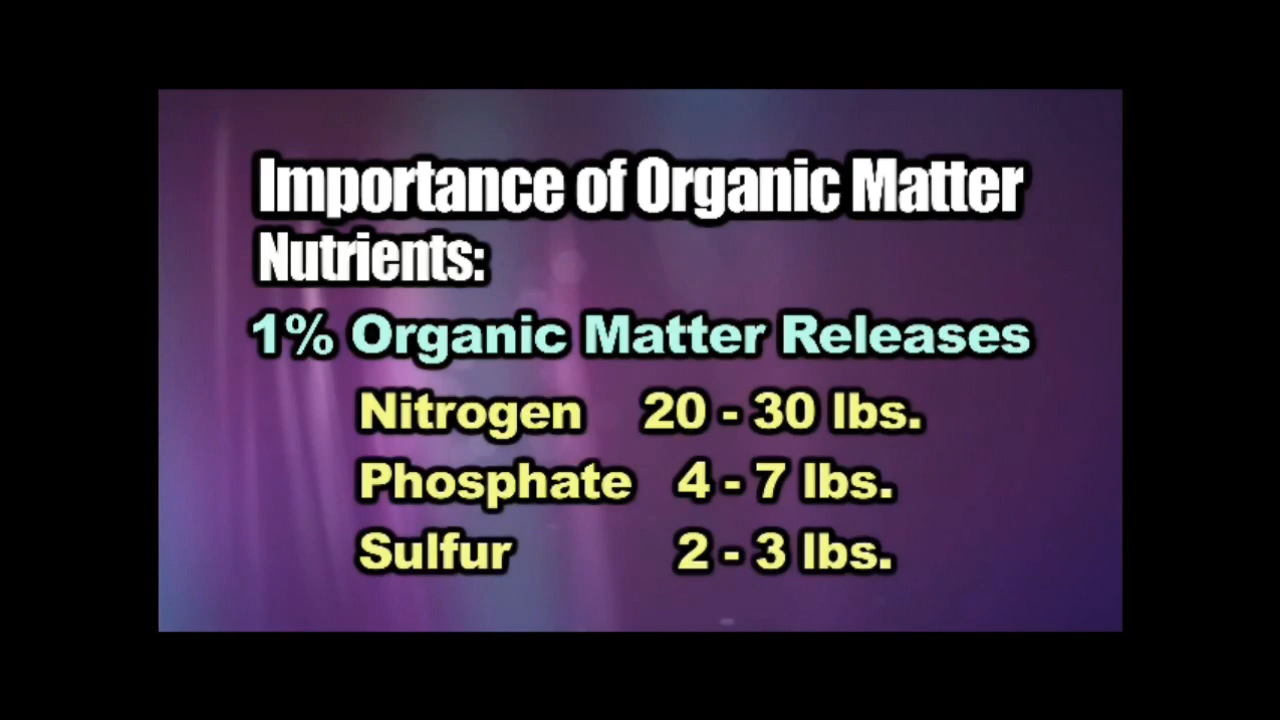 Importance of Organic Matter
Nutrients:
1% Organic Matter Releases
Nitrogen 20 - 30 lbs.
Phosphate 4 - 7 lbs.
Sulfur 2 - 3 lbs.